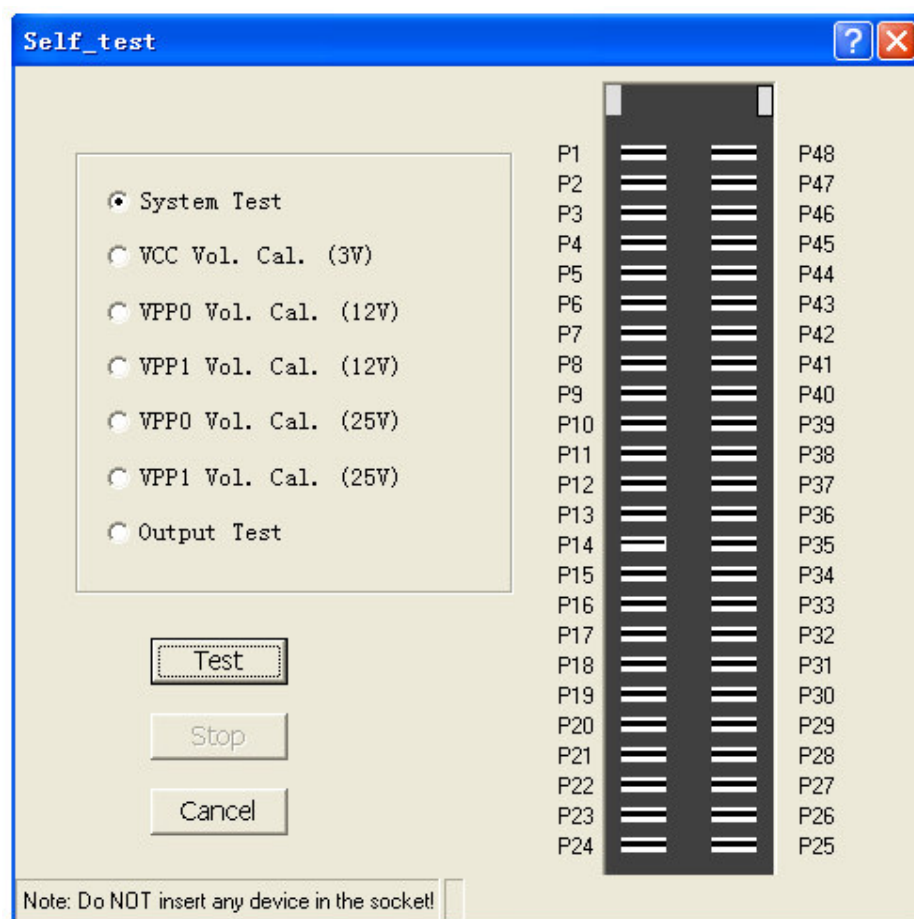 Self_test
System Test
VCC Vol. Cal. (3V)
VPP0 Vol. Cal. (12V)
VPP1 Vol. Cal. (12V)
VPP0 Vol. Cal. (25V)
VPP1 Vol. Cal. (25V)
Output Test
Test
Stop
Cancel
P1 P48
P2 P47
P3 P46
P4 P45
P5 P44
P6 P43
P7 P42
P8 P41
P9 P40
P10 P39
P11 P38
P12 P37
P13 P36
P14 P35
P15 P34
P16 P33
P17 P32
P18 P31
P19 P30
P20 P29
P21 P28
P22 P27
P23 P26
P24 P25
Note: Do NOT insert any device in the socket!